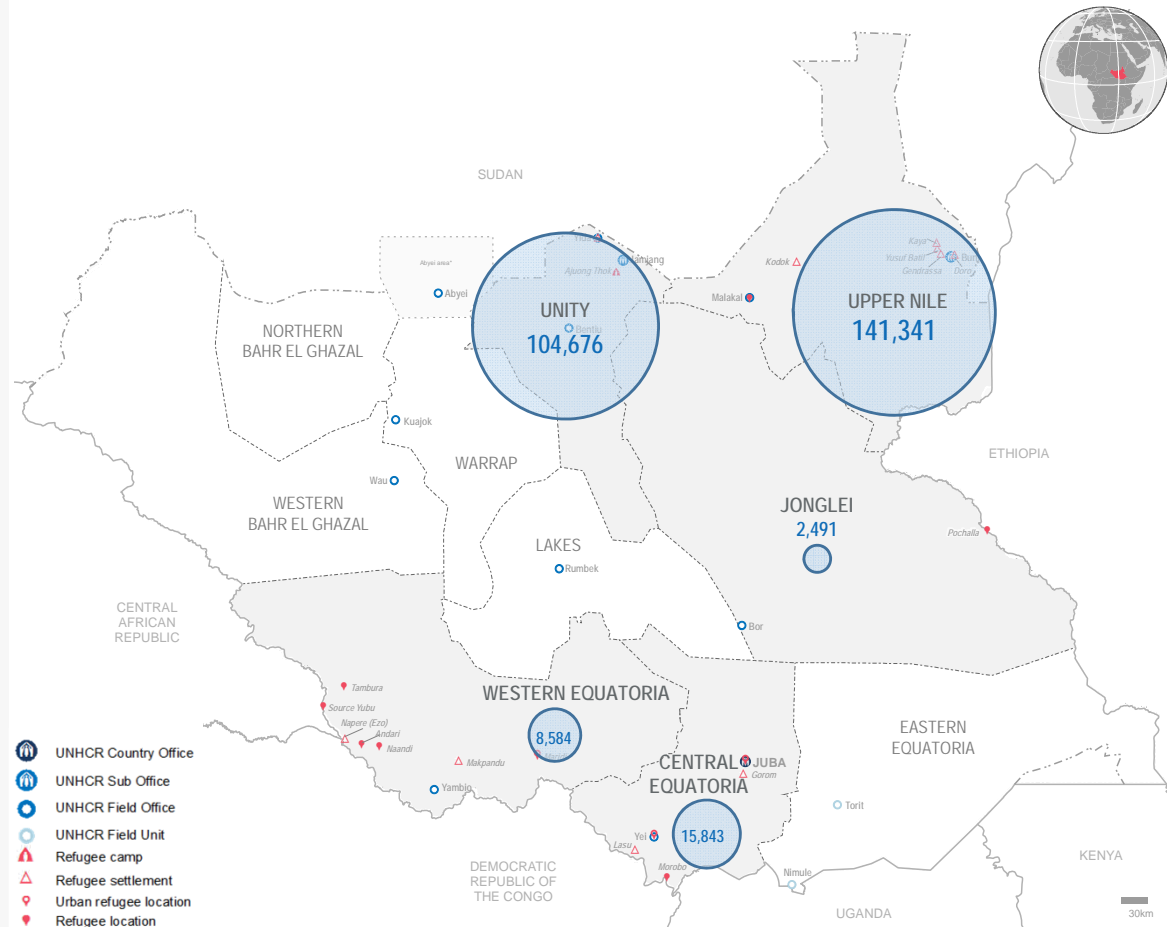 SUDAN
Kaya
Yusuf Batil
Gendrassa
Doro
Bunj
Yida
Jamjang
Ajuong Thok
Kodok
Abyei area*
Abyei
Malakal
UNITY
104,676
Bentiu
UPPER NILE
141,341
NORTHERN
BAHR EL GHAZAL
Kuajok
WARRAP
Wau
ETHIOPIA
WESTERN
BAHR EL GHAZAL
JONGLEI
2,491
Pochalla
LAKES
Rumbek
CENTRAL
AFRICAN
REPUBLIC
Bor
Tambura
Source Yubu
Napere (Ezo)
Andari
Naandi
WESTERN EQUATORIA
8,584
Makpandu
Yambio
EASTERN
EQUATORIA
CENTRAL
EQUATORIA
JUBA
Gorom
15,843
Yei
Lasu
Morobo
Torit
Nimule
DEMOCRATIC
REPUBLIC OF
THE CONGO
UGANDA
KENYA
30km
UNHCR Country Office
UNHCR Sub Office
UNHCR Field Office
UNHCR Field Unit
Refugee camp
Refugee settlement
Urban refugee location
Refugee location